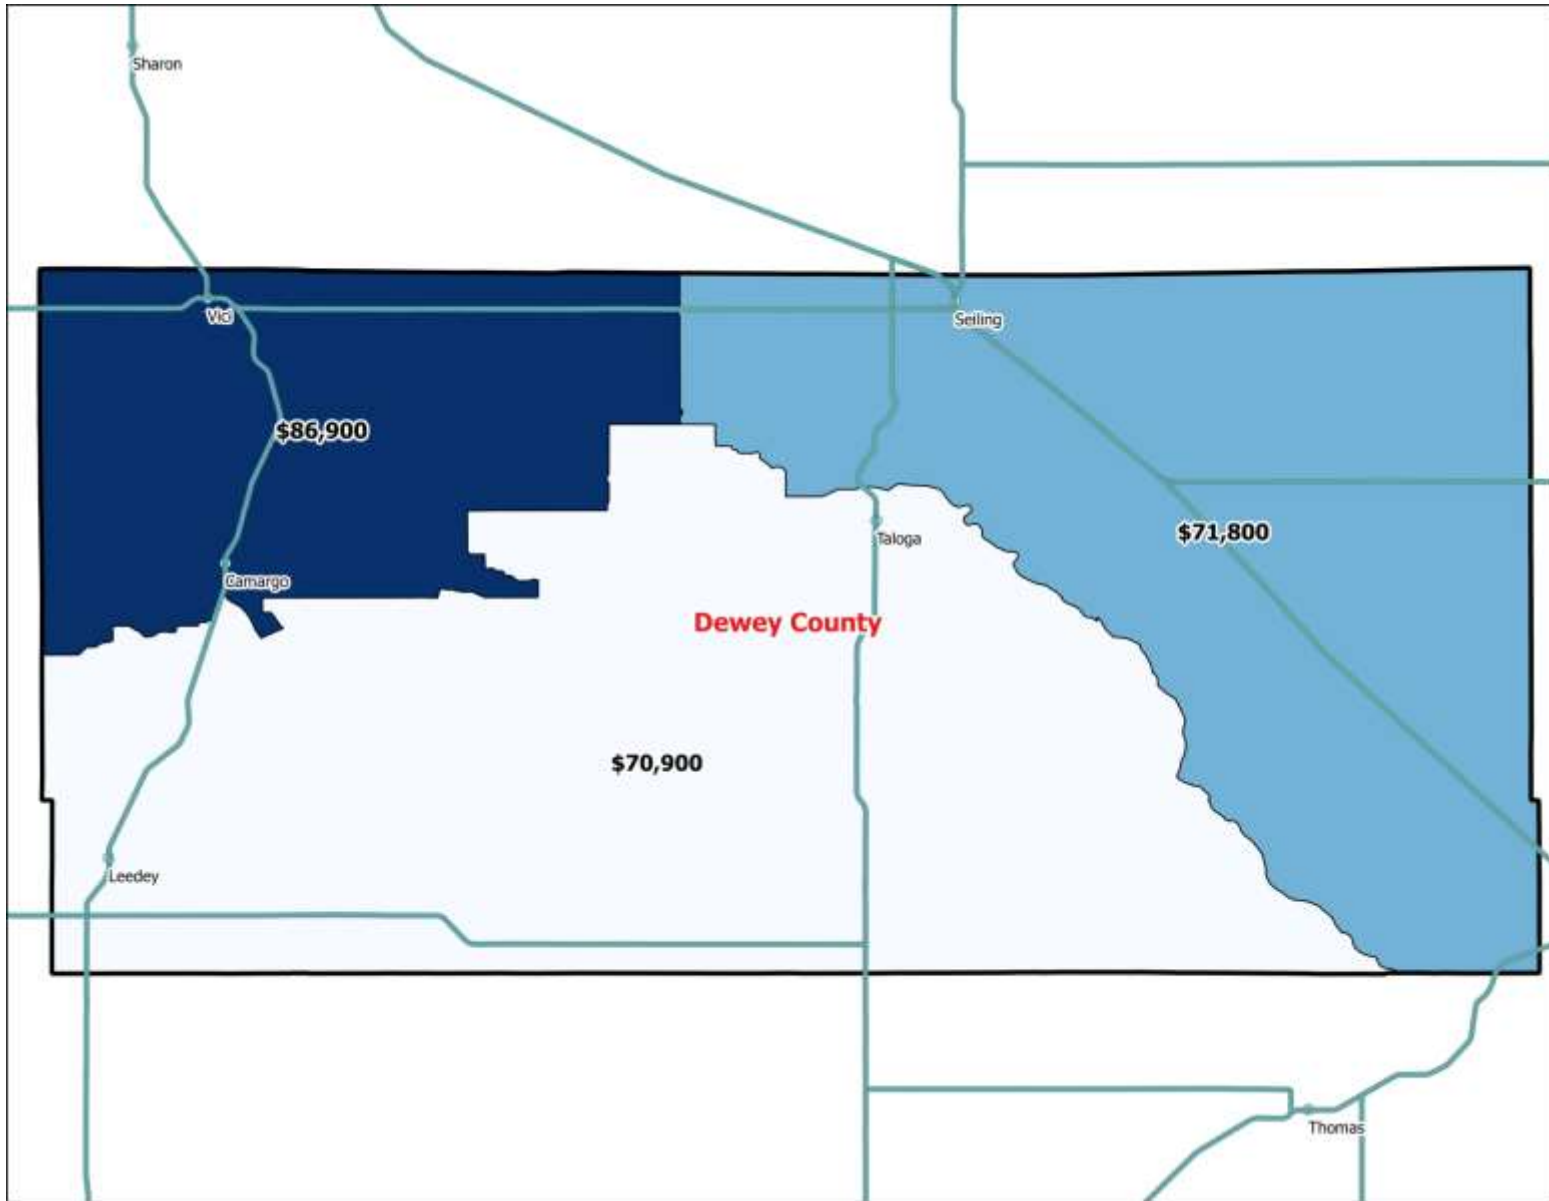 Sharon
Vici
Seiling
$86,900
$71,800
Taloga
Camargo
Dewey County
$70,900
Leedey
Thomas